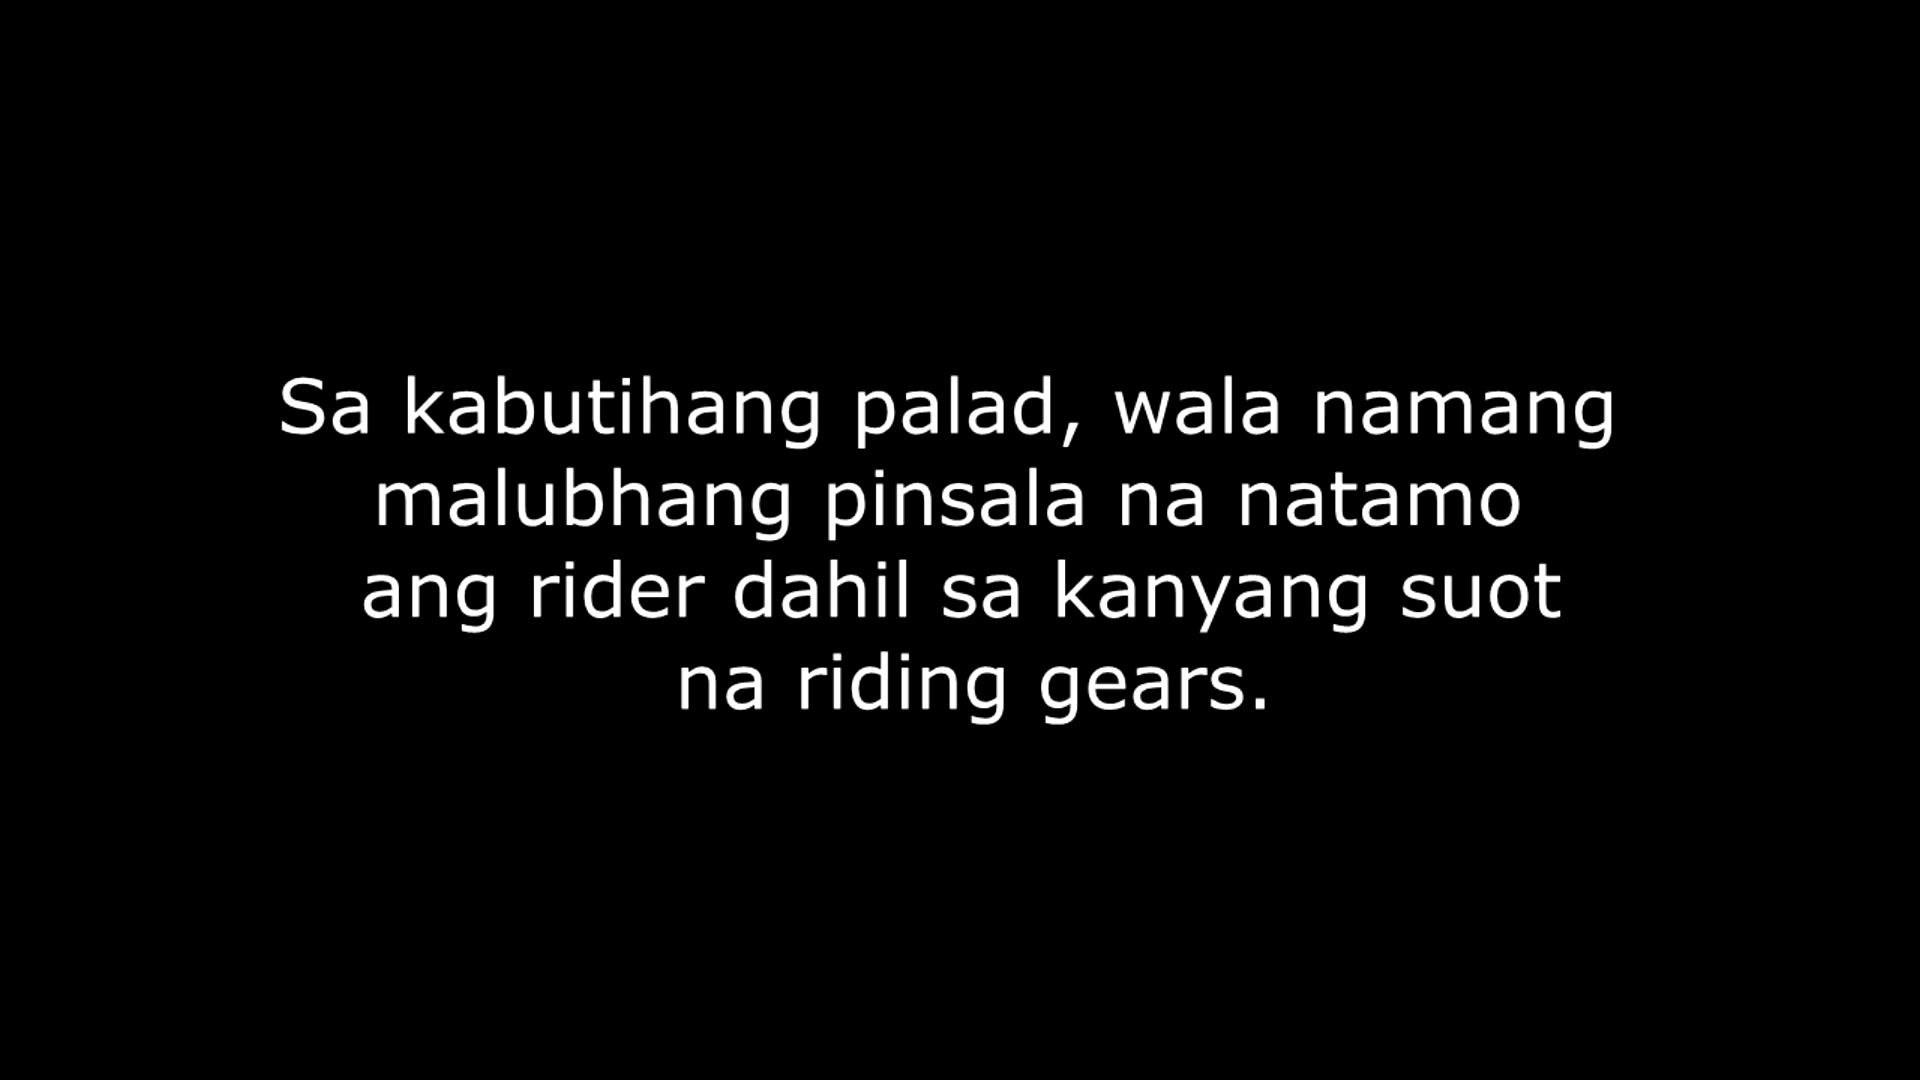 Sa kabutihang palad, wala namang
malubhang pinsala na natamo
ang rider dahil sa kanyang suot
na riding gears.